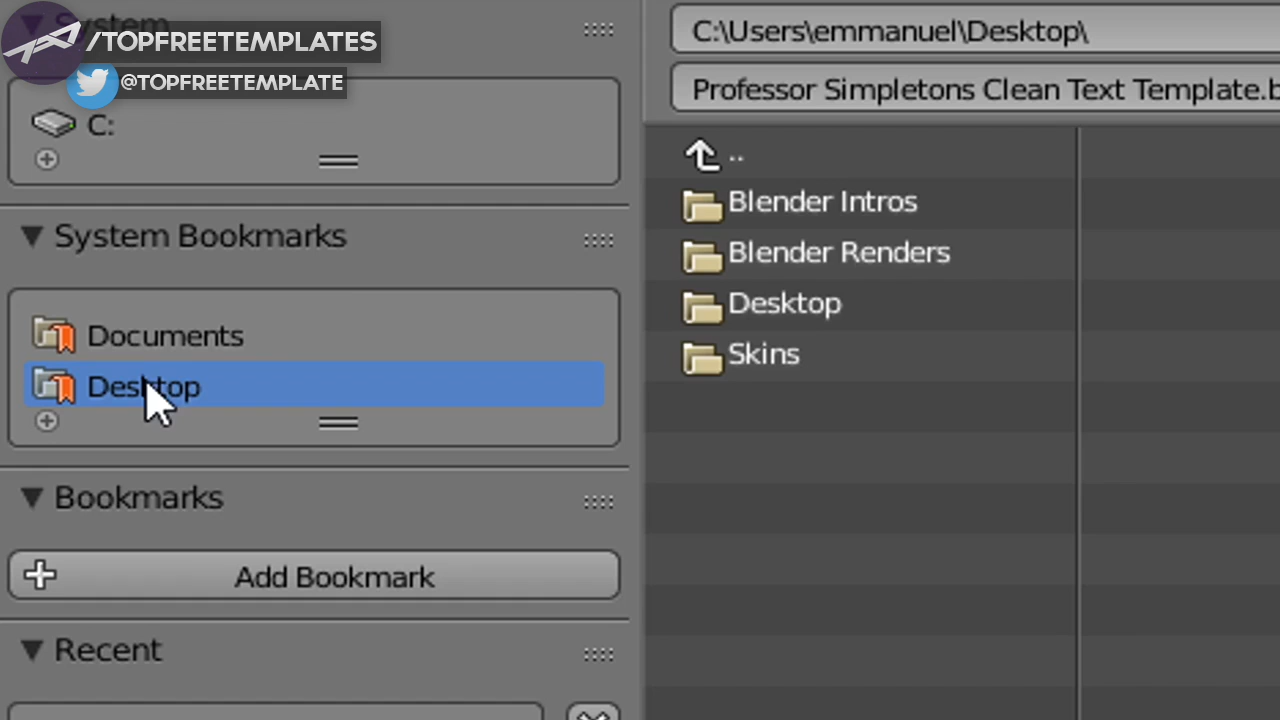 System
/TOPFREETEMPLATES
@TOPFREETEMPLATE
C:
System Bookmarks
Documents
Desktop
Bookmarks
Add Bookmark
Recent
C:\Users\emmanuel\Desktop\
Professor Simpletons Clean Text Template.b
..
Blender Intros
Blender Renders
Desktop
Skins